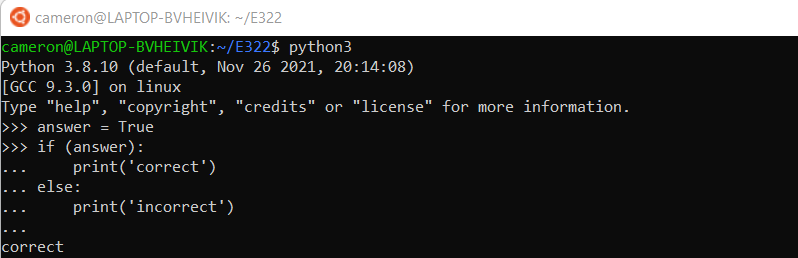 cameron@LAPTOP-BVHEIVIK: ~/E322
cameron@LAPTOP-BVHEIVIK:~/E322$ python3
Python 3.8.10 (default, Nov 26 2021, 20:14:08)
[GCC 9.3.0] on linux
Type "help", "copyright", "credits" or "license" for more information.
>>> answer = True
>>> if (answer):
...     print('correct')
... else:
...     print('incorrect')
...
correct